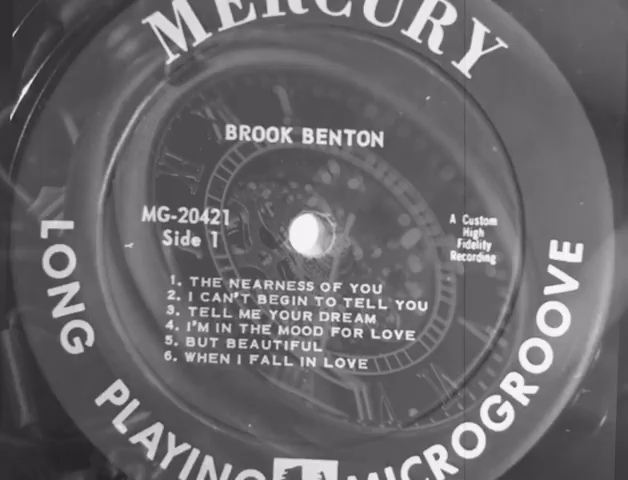 MERCURY
BROOK BENTON
MG-20421
Side 1
A Custom
High
Fidelity
Recording
1. THE NEARNESS OF YOU
2. I CAN'T BEGIN TO TELL YOU
3. TELL ME YOUR DREAM
4. I'M IN THE MOOD FOR LOVE
5. BUT BEAUTIFUL
6. WHEN I FALL IN LOVE
LONG PLAYING MICROGROOVE